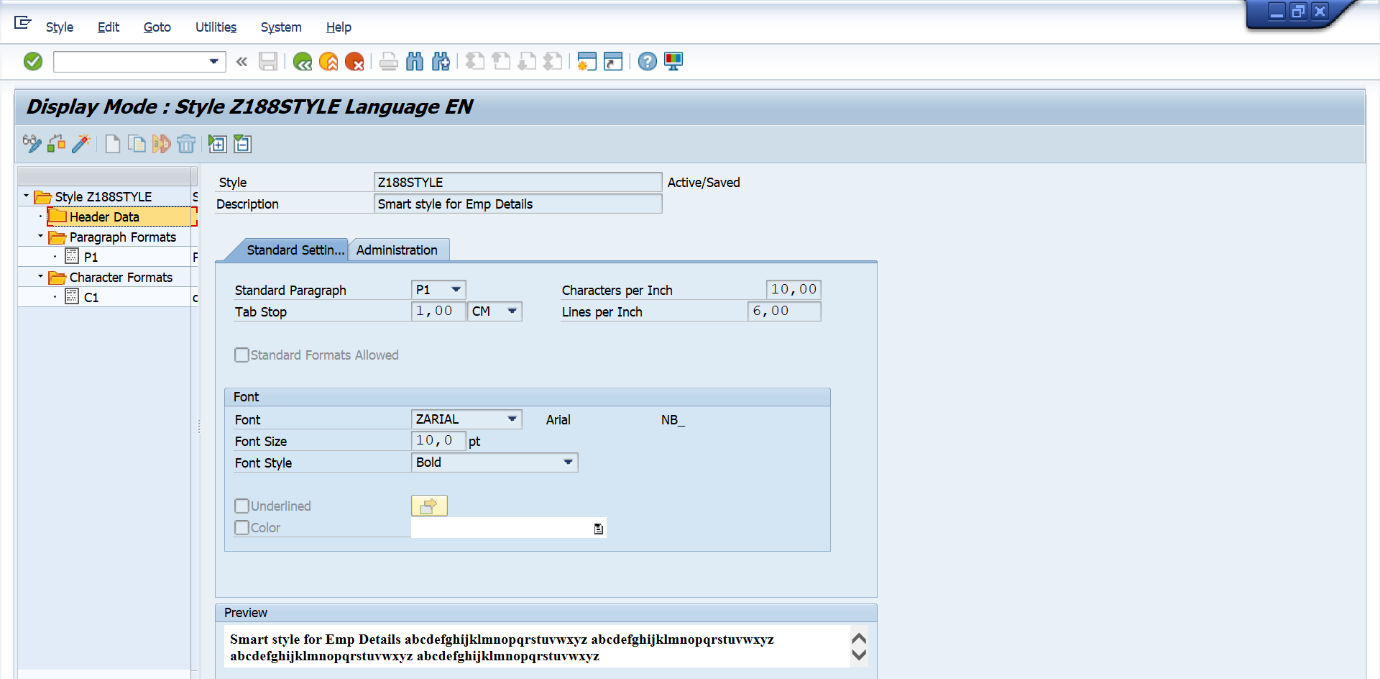 Style Edit Goto Utilities System Help
Display Mode : Style Z188STYLE Language EN
Style Z188STYLE S
Header Data
Paragraph Formats
P1 F
Character Formats
C1 c
Style Z188STYLE Active/Saved
Description Smart style for Emp Details
Standard Settin... Administration
Standard Paragraph P1 Characters per Inch 10,00
Tab Stop 1,00 CM Lines per Inch 6,00
Standard Formats Allowed
Font
Font ZARIAL Arial NB_
Font Size 10,0 pt
Font Style Bold
Underlined
Color
Preview
Smart style for Emp Details abcdefghijklmnopqrstuvwxyz abcdefghijklmnopqrstuvwxyz
abcdefghijklmnopqrstuvwxyz abcdefghijklmnopqrstuvwxyz